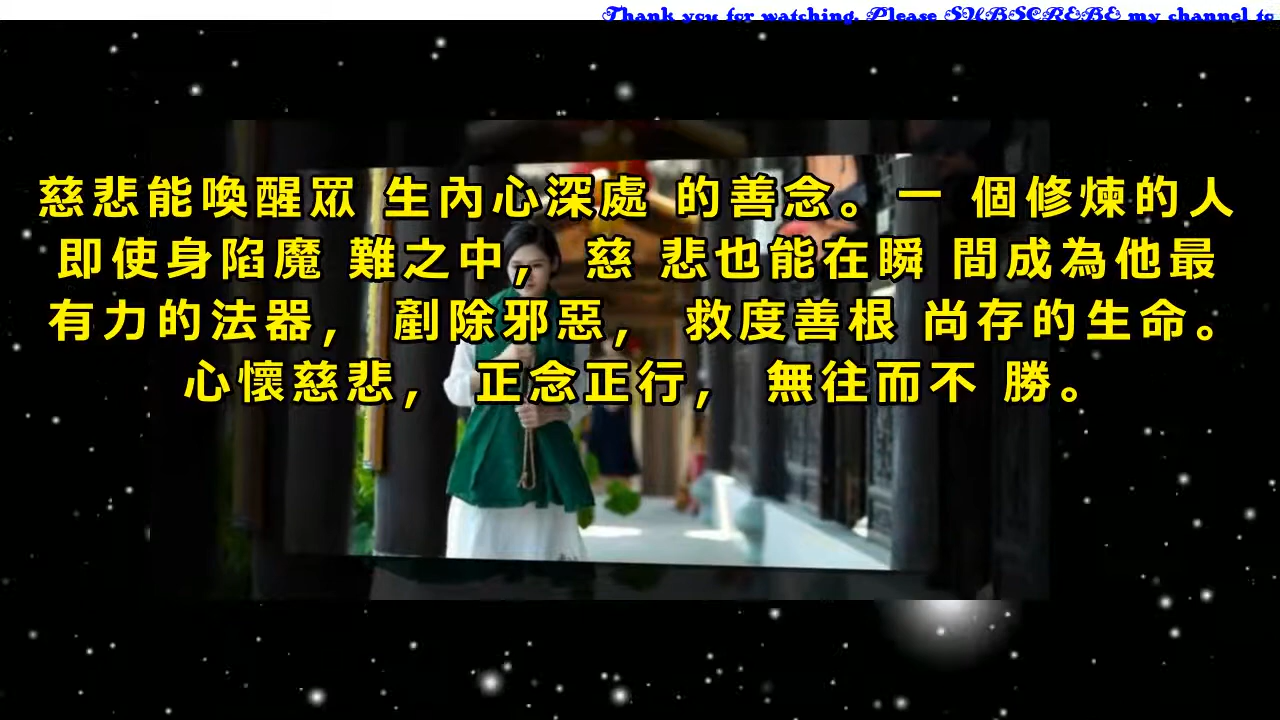 Thank you for watching. Please SUBSCRIBE my channel to
慈悲能喚醒眾 生內心深處 的善念。一 個修煉的人
即使身陷魔 難之中， 慈 悲也能在瞬 間成為他最
有力的法器， 剷除邪惡， 救度善根 尚存的生命。
心懷慈悲， 正念正行， 無往而不 勝。